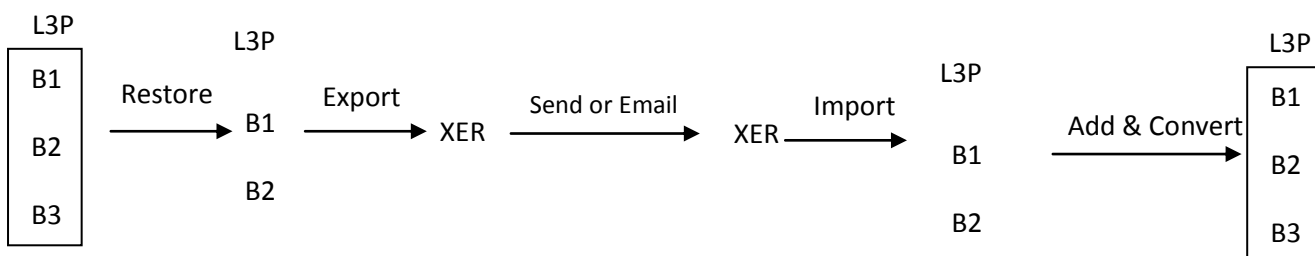 L3P
B1
B2
B3
Restore
L3P
B1
B2
Export
XER
Send or Email
XER
Import
L3P
B1
B2
Add & Convert
L3P
B1
B2
B3